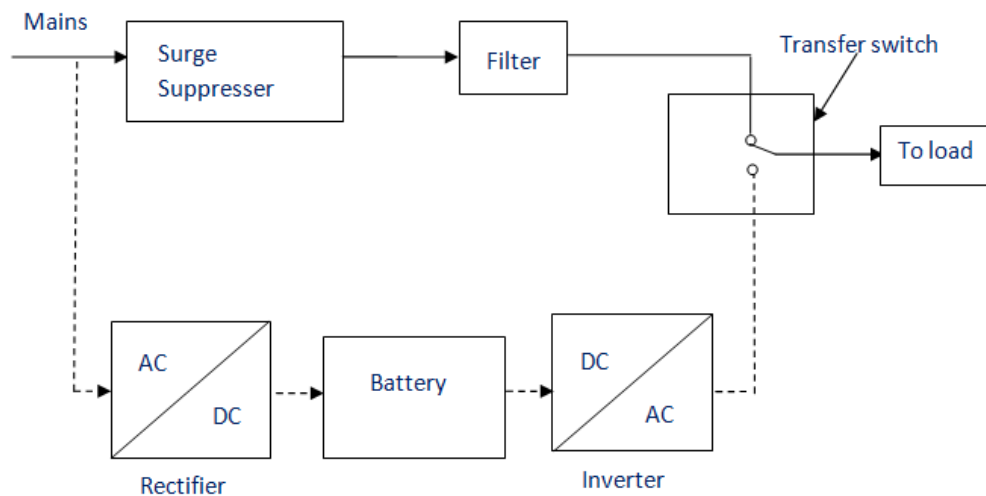 Mains
Surge
Suppresser
Filter
Transfer switch
To load
AC
DC
Battery
DC
AC
Rectifier
Inverter